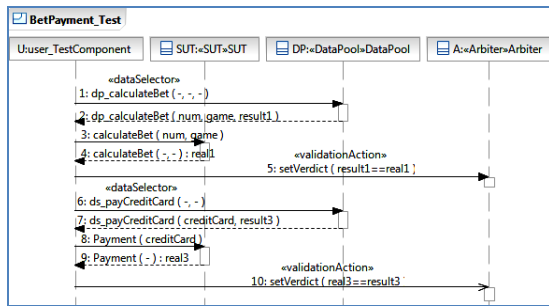 BetPayment_Test
U:user_TestComponent
SUT:«SUT»SUT
DP:«DataPool»DataPool
A:«Arbiter»Arbiter
«dataSelector»
1: dp_calculateBet ( -, -, - )
2: dp_calculateBet ( num, game, result1 )
3: calculateBet ( num, game )
4: calculateBet ( -, - ) : real1
«validationAction»
5: setVerdict ( result1==real1 )
«dataSelector»
6: ds_payCreditCard ( -, - )
7: ds_payCreditCard ( creditCard, result3 )
8: Payment ( creditCard )
9: Payment ( - ) : real3
«validationAction»
10: setVerdict ( real3==result3